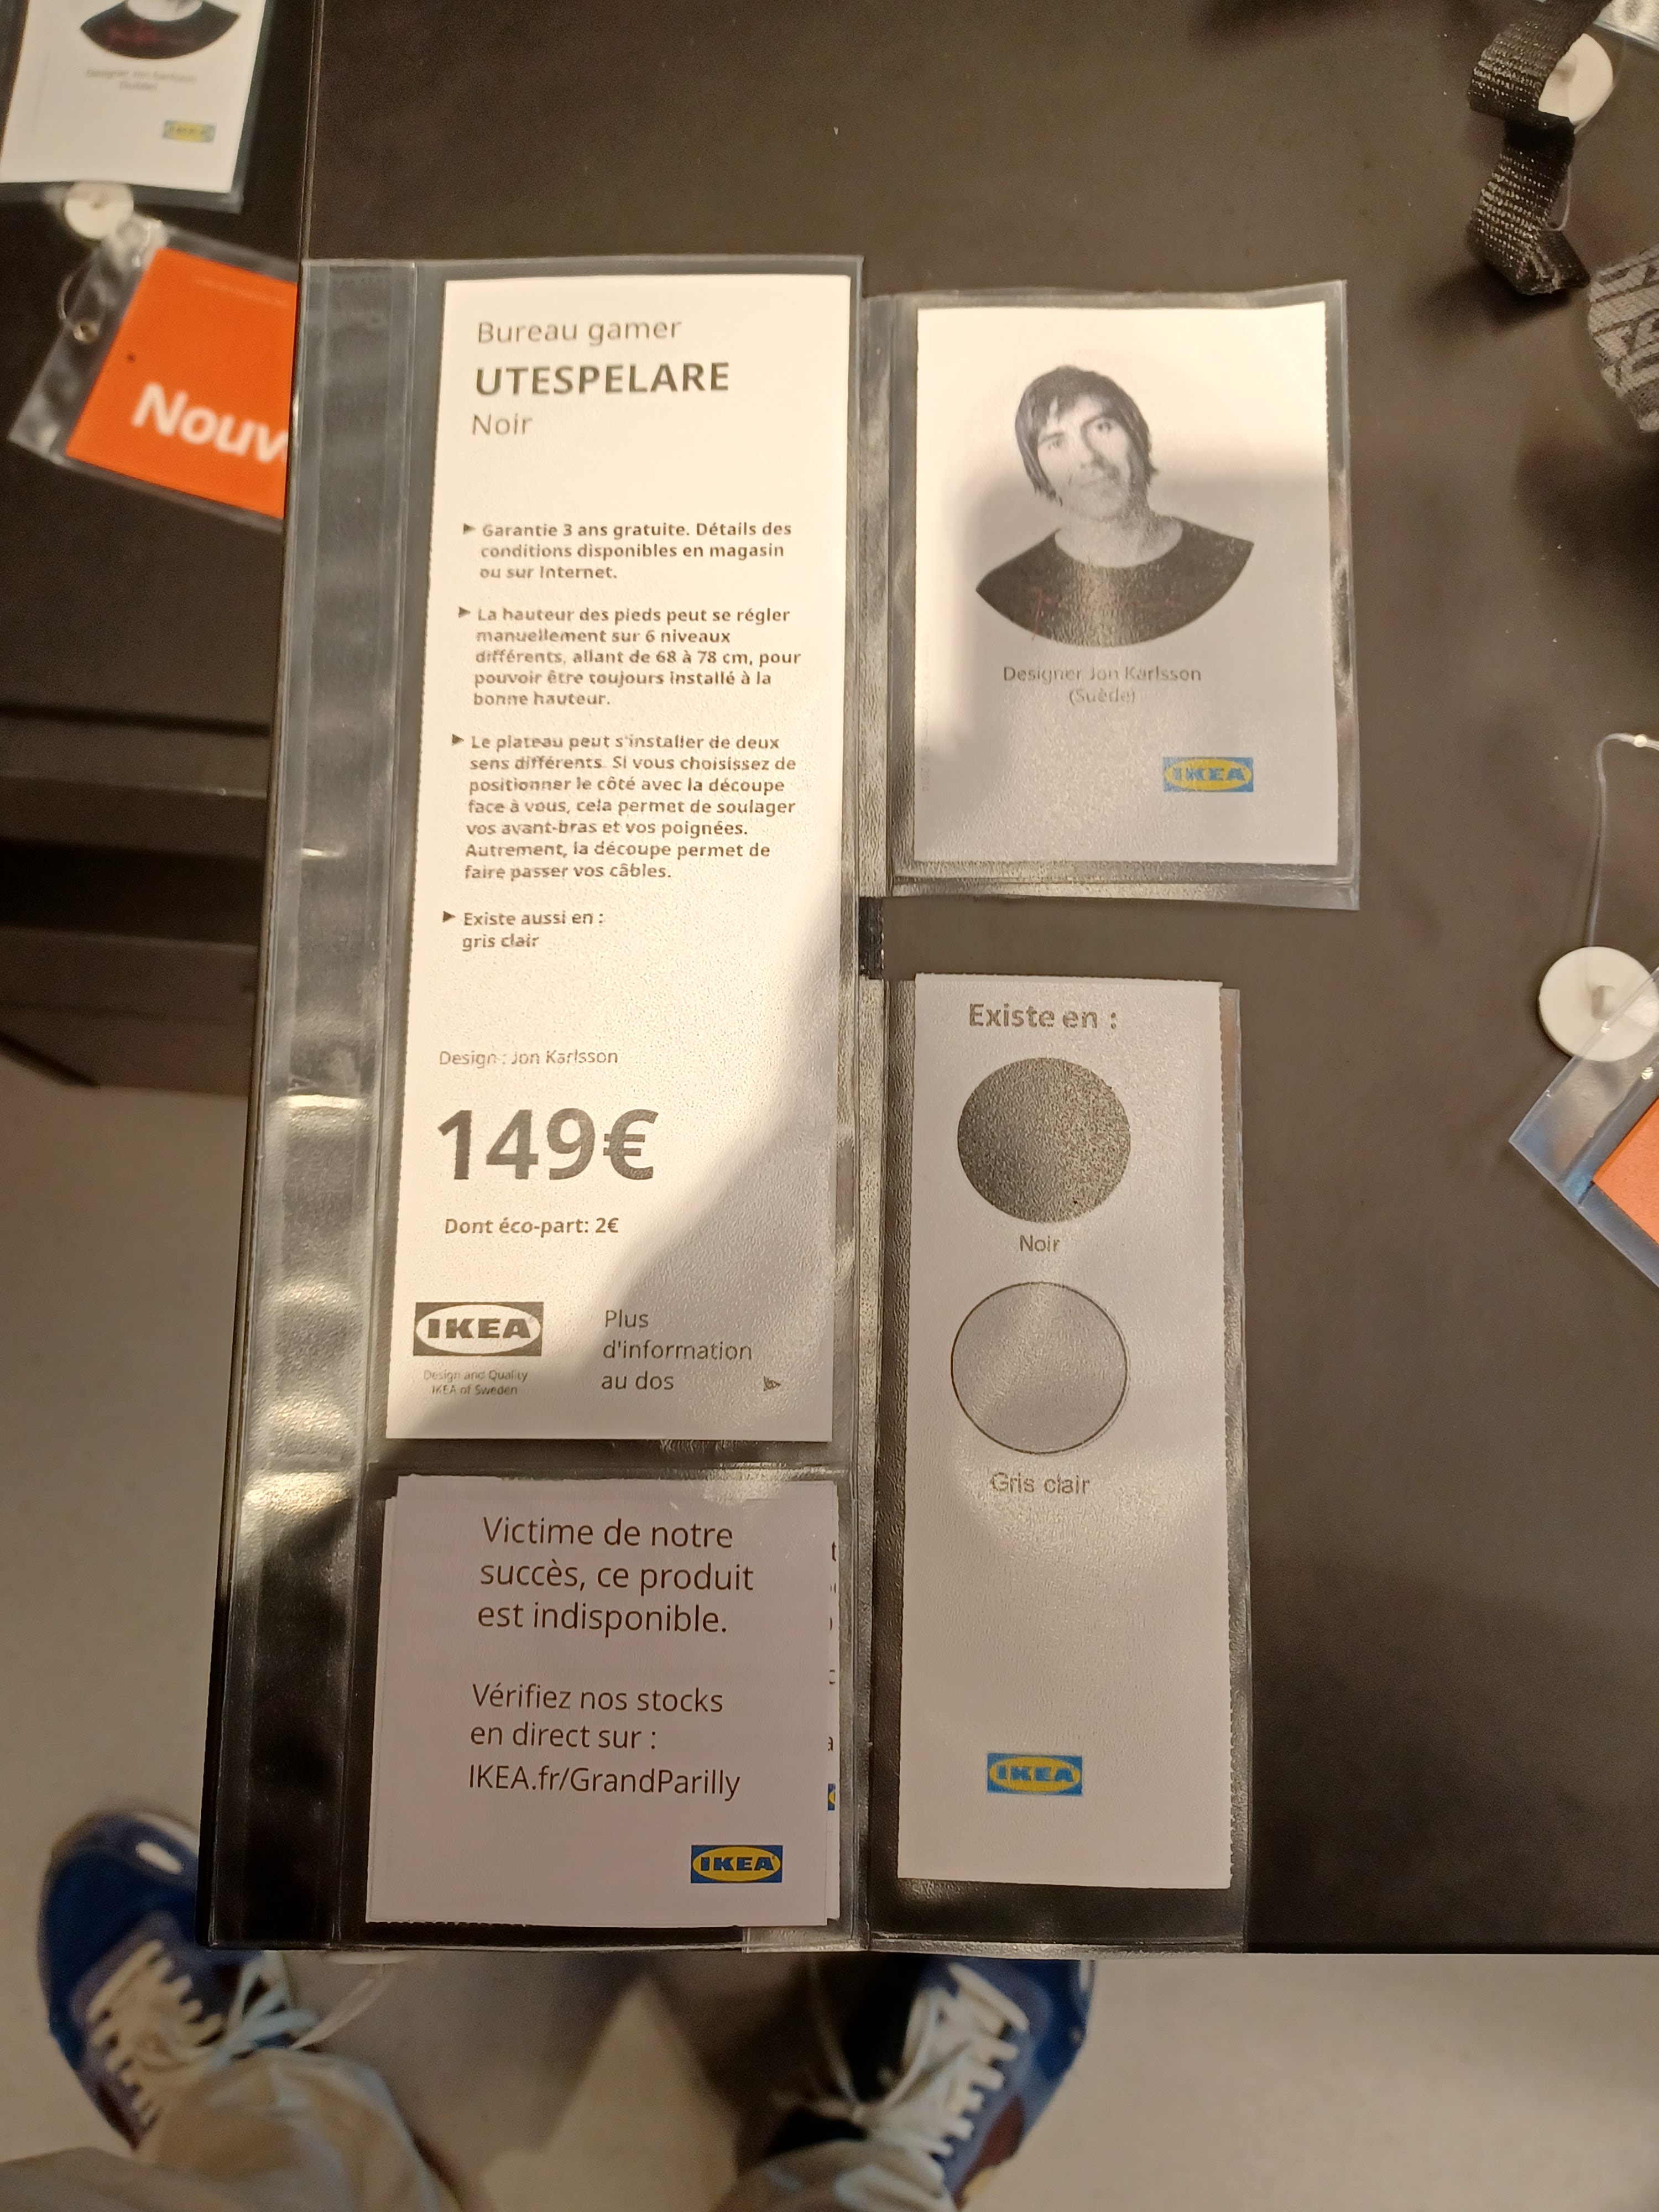 Designer Jon Karlsson
(Suède)
IKEA
Nouv
Bureau gamer
UTESPELARE
Noir
► Garantie 3 ans gratuite. Détails des
conditions disponibles en magasin
ou sur Internet.
► La hauteur des pieds peut se régler
manuellement sur 6 niveaux
différents, allant de 68 à 78 cm, pour
pouvoir être toujours installé à la
bonne hauteur.
► Le plateau peut s'installer de deux
sens différents. Si vous choisissez de
positionner le côté avec la découpe
face à vous, cela permet de soulager
vos avant-bras et vos poignées.
Autrement, la découpe permet de
faire passer vos câbles.
► Existe aussi en :
gris clair
Design : Jon Karlsson
149€
Dont éco-part: 2€
IKEA
Design and Quality
IKEA of Sweden
Plus
d'information
au dos
Victime de notre
succès, ce produit
est indisponible.
Vérifiez nos stocks
en direct sur :
IKEA.fr/GrandParilly
IKEA
Designer Jon Karlsson
(Suède)
IKEA
Existe en :
Noir
Gris clair
IKEA